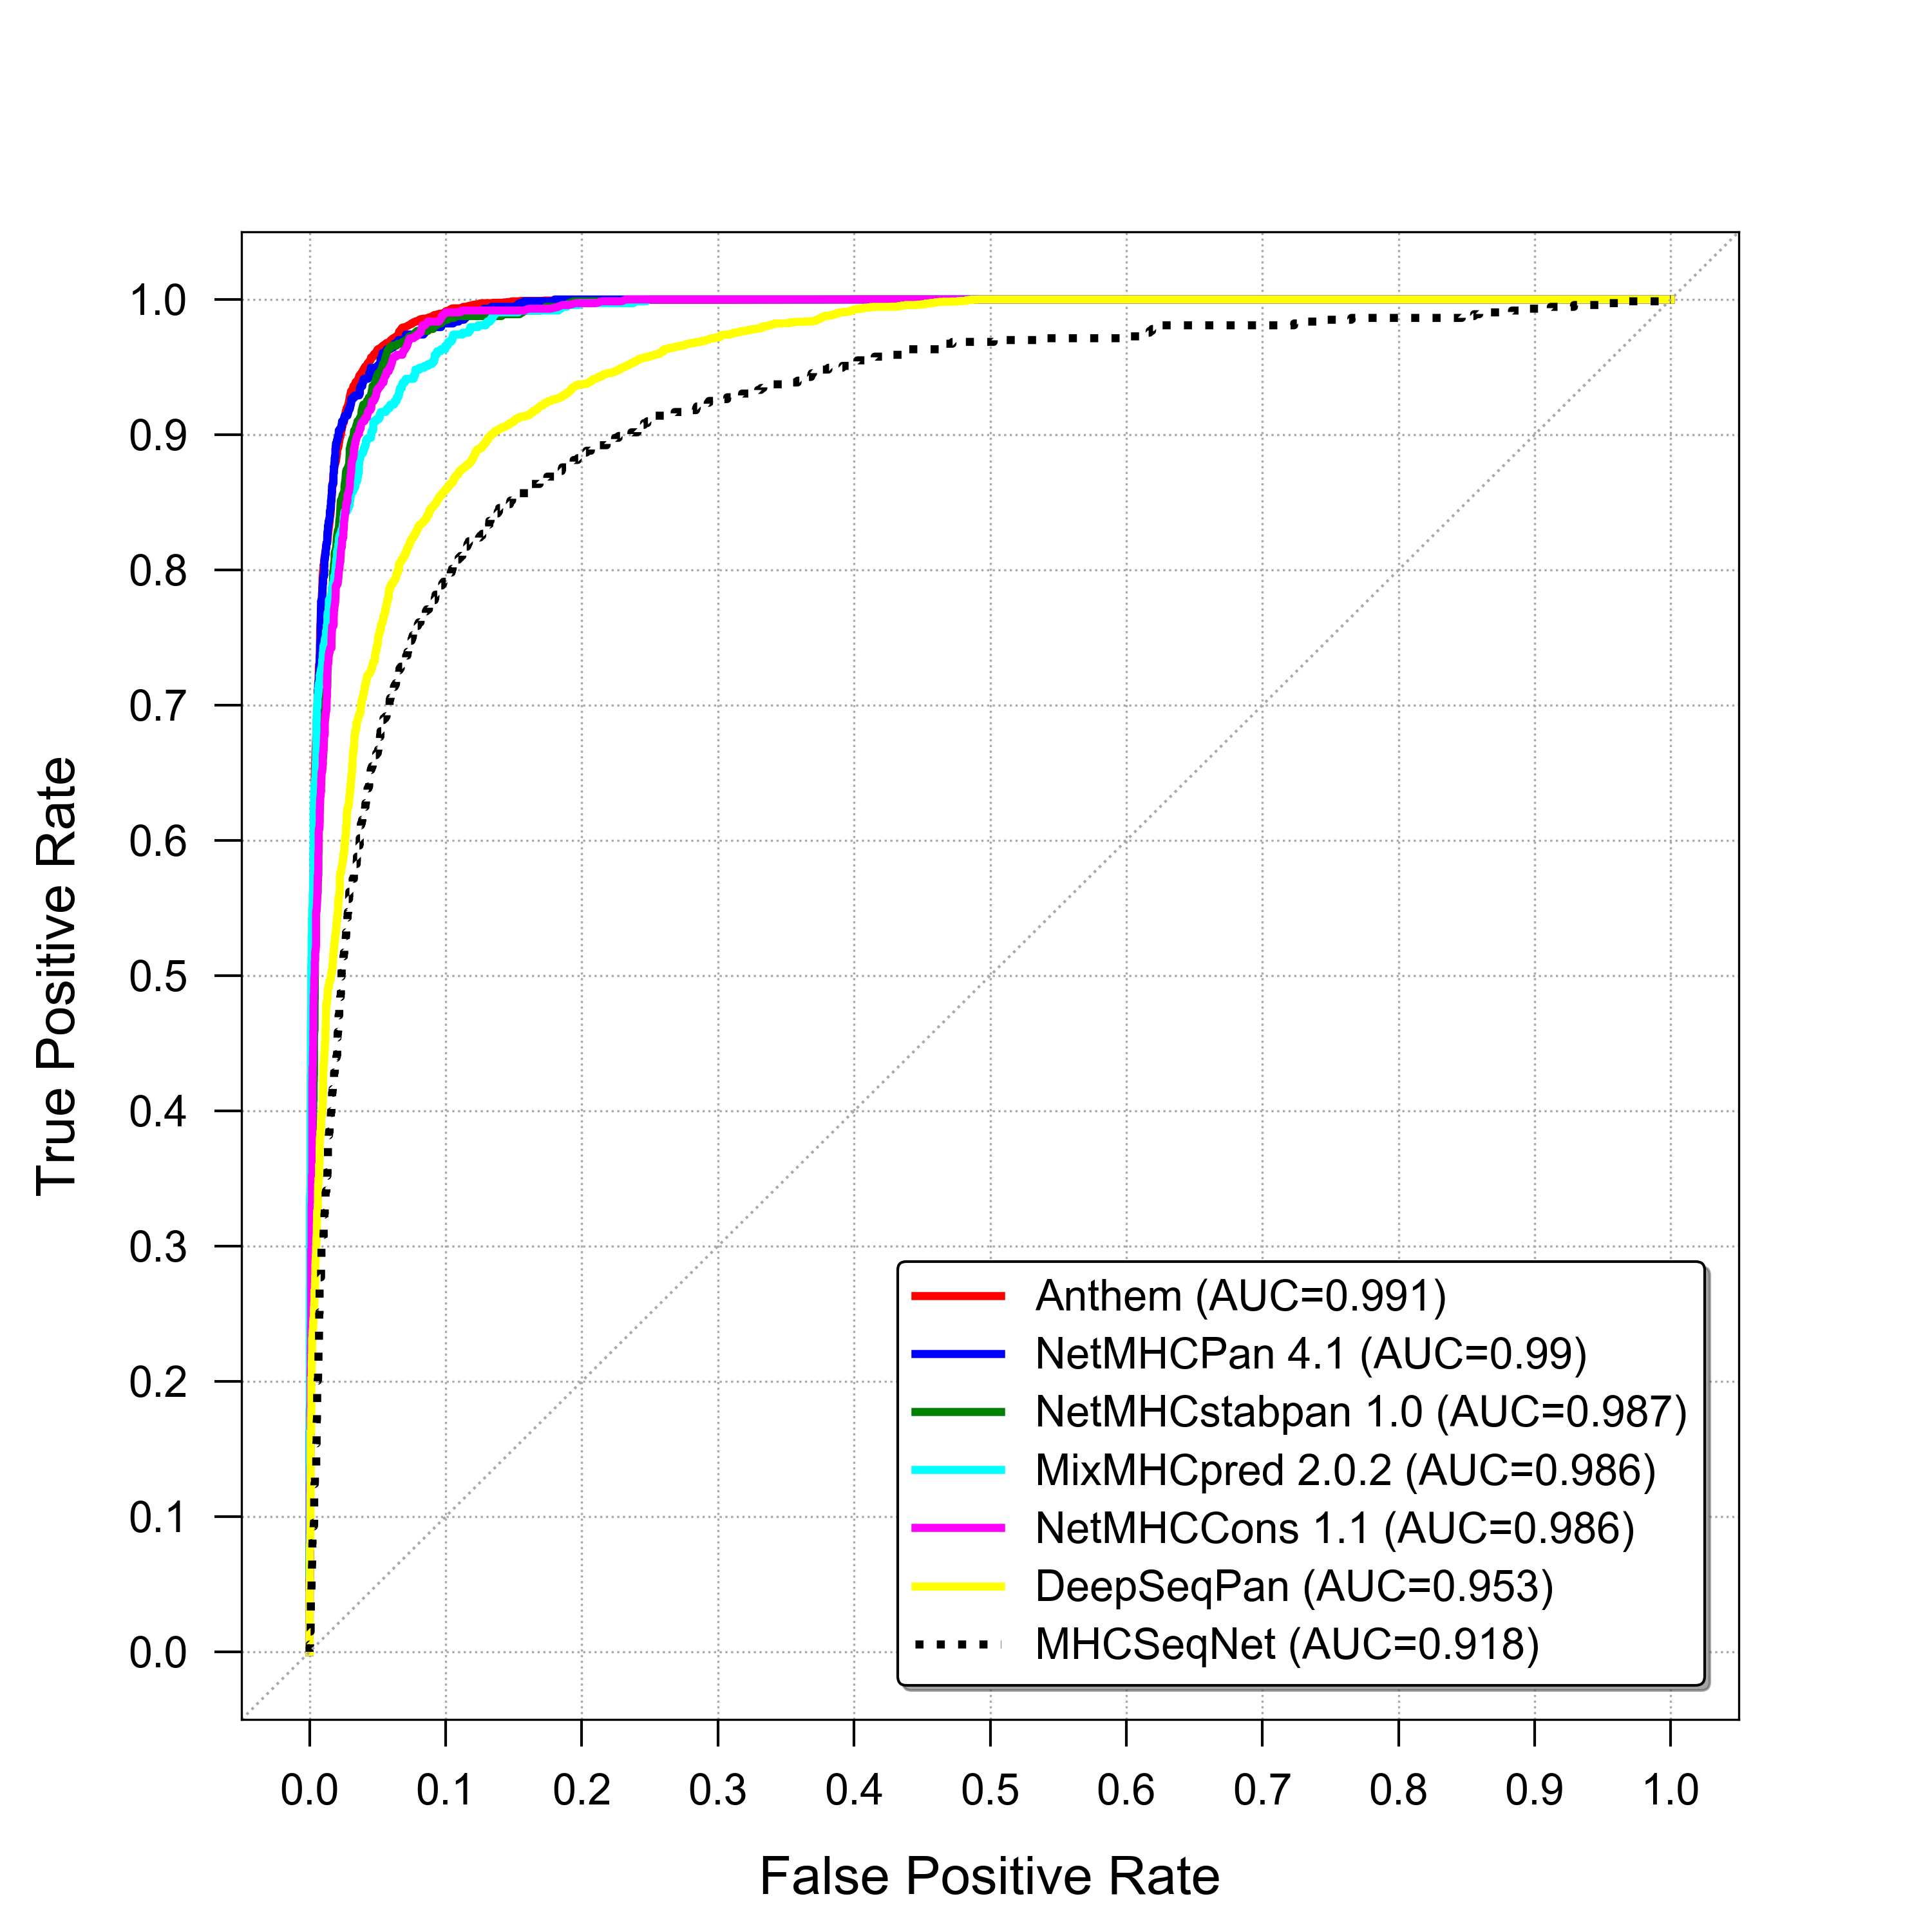 1.0
0.9
0.8
0.7
0.6
0.5
0.4
0.3
0.2
0.1
0.0
True Positive Rate
Anthem (AUC=0.991)
NetMHCPan 4.1 (AUC=0.99)
NetMHCstabpan 1.0 (AUC=0.987)
MixMHCpred 2.0.2 (AUC=0.986)
NetMHCCons 1.1 (AUC=0.986)
DeepSeqPan (AUC=0.953)
MHCSeqNet (AUC=0.918)
0.0 0.1 0.2 0.3 0.4 0.5 0.6 0.7 0.8 0.9 1.0
False Positive Rate